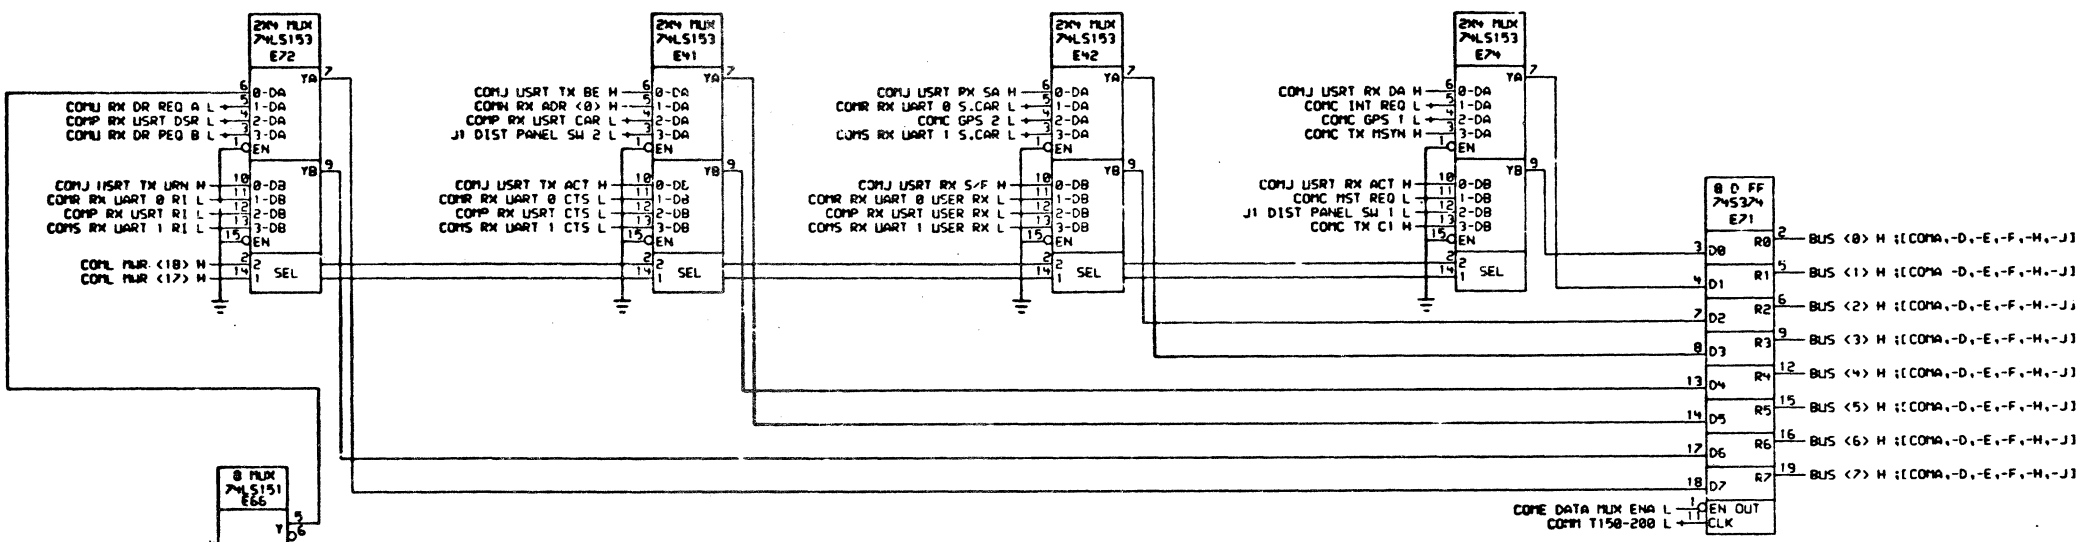 2X4 MUX
74LS153
E72
YA 7
6 0-DA
COMU RX DR REQ A L 5 1-DA
COMP RX USRT DSR L 4 2-DA
COMU RX DR PEQ B L 3 3-DA
1 EN
YB 9
COMJ USRT TX URN H 10 0-DB
COMR RX UART 0 RI L 11 1-DB
COMP RX USRT RI L 12 2-DB
COMS RX UART 1 RI L 13 3-DB
15 EN
COML MWR <18> H 2 2
COML MWR <17> H 14 1
SEL
2X4 MUX
74LS153
E41
YA 7
COMJ USRT TX BE H 6 0-DA
COMN RX ADR <0> H 5 1-DA
COMP RX USRT CAR L 4 2-DA
J1 DIST PANEL SW 2 L 3 3-DA
1 EN
YB 9
COMJ USRT TX ACT H 10 0-DB
COMR RX UART 0 CTS L 11 1-DB
COMP RX USRT CTS L 12 2-DB
COMS RX UART 1 CTS L 13 3-DB
15 EN
2 2
14 1
SEL
2X4 MUX
74LS153
E42
YA 7
COMJ USRT PX SA H 6 0-DA
COMR RX UART 0 S.CAR L 5 1-DA
COMC GPS 2 L 4 2-DA
COMS RX UART 1 S.CAR L 3 3-DA
1 EN
YB 9
COMJ USRT RX S/F H 10 0-DB
COMR RX UART 0 USER RX L 11 1-DB
COMP RX USRT USER RX L 12 2-DB
COMS RX UART 1 USER RX L 13 3-DB
15 EN
2 2
14 1
SEL
2X4 MUX
74LS153
E74
YA 7
COMJ USRT RX DA H 6 0-DA
COMC INT REQ L 5 1-DA
COMC GPS 1 L 4 2-DA
COMC TX MSYN H 3 3-DA
1 EN
YB 9
COMJ USRT RX ACT H 10 0-DB
COMC MST REQ L 11 1-DB
J1 DIST PANEL SW 1 L 12 2-DB
COMC TX C1 H 13 3-DB
15 EN
2 2
14 1
SEL
8 D FF
74S374
E71
R0 2 BUS <0> H ;[COMA,-D,-E,-F,-H,-J]
3 D0
R1 5 BUS <1> H ;[COMA -D,-E,-F,-H,-J]
4 D1
R2 6 BUS <2> H ;[COMA,-D,-E,-F,-H,-J]
7 D2
R3 9 BUS <3> H ;[COMA,-D,-E,-F,-H,-J]
8 D3
R4 12 BUS <4> H ;[COMA,-D,-E,-F,-H,-J]
13 D4
R5 15 BUS <5> H ;[COMA,-D,-E,-F,-H,-J]
14 D5
R6 16 BUS <6> H ;[COMA,-D,-E,-F,-H,-J]
17 D6
R7 19 BUS <7> H ;[COMA,-D,-E,-F,-H,-J]
18 D7
COME DATA MUX ENA L 1 EN OUT
COMM T150-200 L 11 CLK
8 MUX
74LS151
E66
Y 5
6